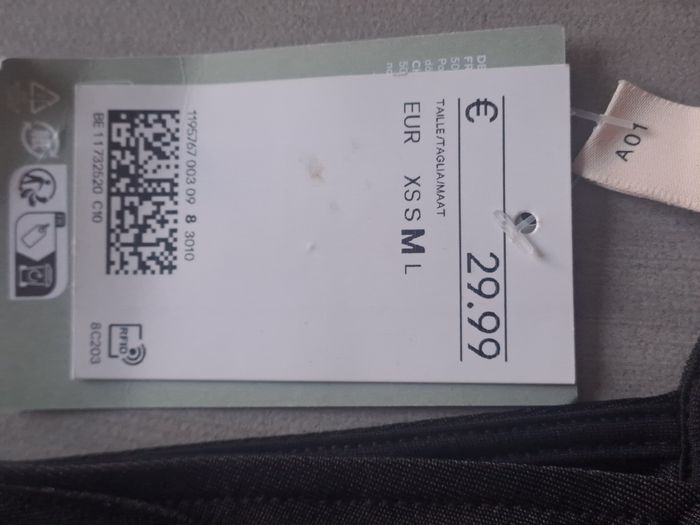 € 29.99
TAILLE/TAGLIA/MAAT
EUR XS S M L
1195767 003 09 8 3010
BE 11732520 C10
RFID
8C203
A01